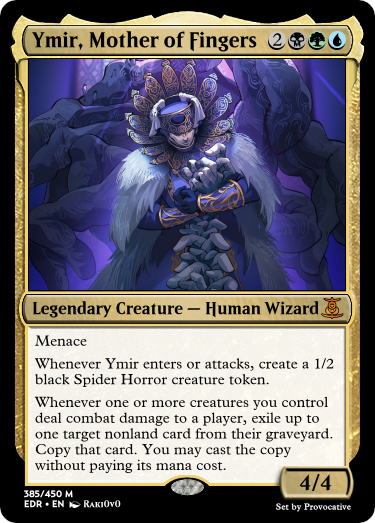 Ymir, Mother of Fingers 2
Legendary Creature — Human Wizard
Menace
Whenever Ymir enters or attacks, create a 1/2
black Spider Horror creature token.
Whenever one or more creatures you control
deal combat damage to a player, exile up to
one target nonland card from their graveyard.
Copy that card. You may cast the copy
without paying its mana cost.
4/4
385/450 M
EDR • EN Raki0v0
Set by Provocative